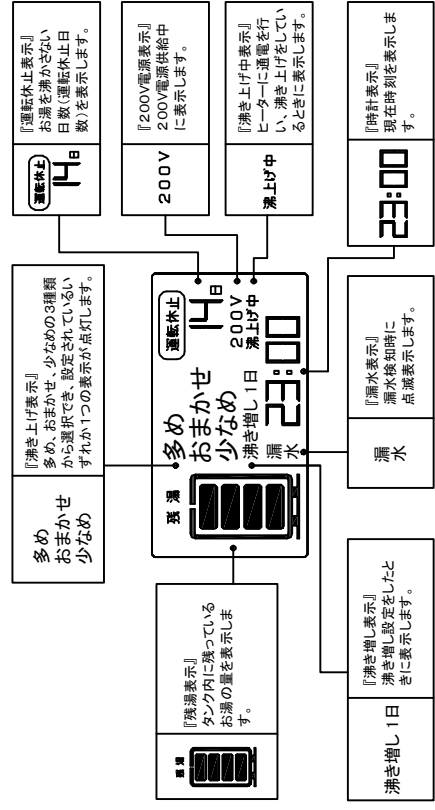 多め
おまかせ
少なめ
『沸き上げ表示』
多め、おまかせ、少なめの3種類
から選択でき、設定されているい
ずれか1つの表示が点灯します。
運転休止
14日
『運転休止表示』
お湯を沸かさない
日数(運転休止日
数)を表示します。
200V
『200V電源表示』
200V電源供給中
に表示します。
沸上げ中
『沸き上げ中表示』
ヒーターに通電を行
い、沸き上げをしてい
るときに表示します。
残湯
『残湯表示』
タンク内に残っている
お湯の量を表示しま
す。
残湯
多め
おまかせ
少なめ
沸き増し1日
漏水
運転休止
14日
200V
沸上げ中
23:00
沸き増し1日
『沸き増し表示』
沸き増し設定をしたと
きに表示します。
漏水
『漏水表示』
漏水検知時に
点滅表示します。
23:00
『時計表示』
現在時刻を表示しま
す。